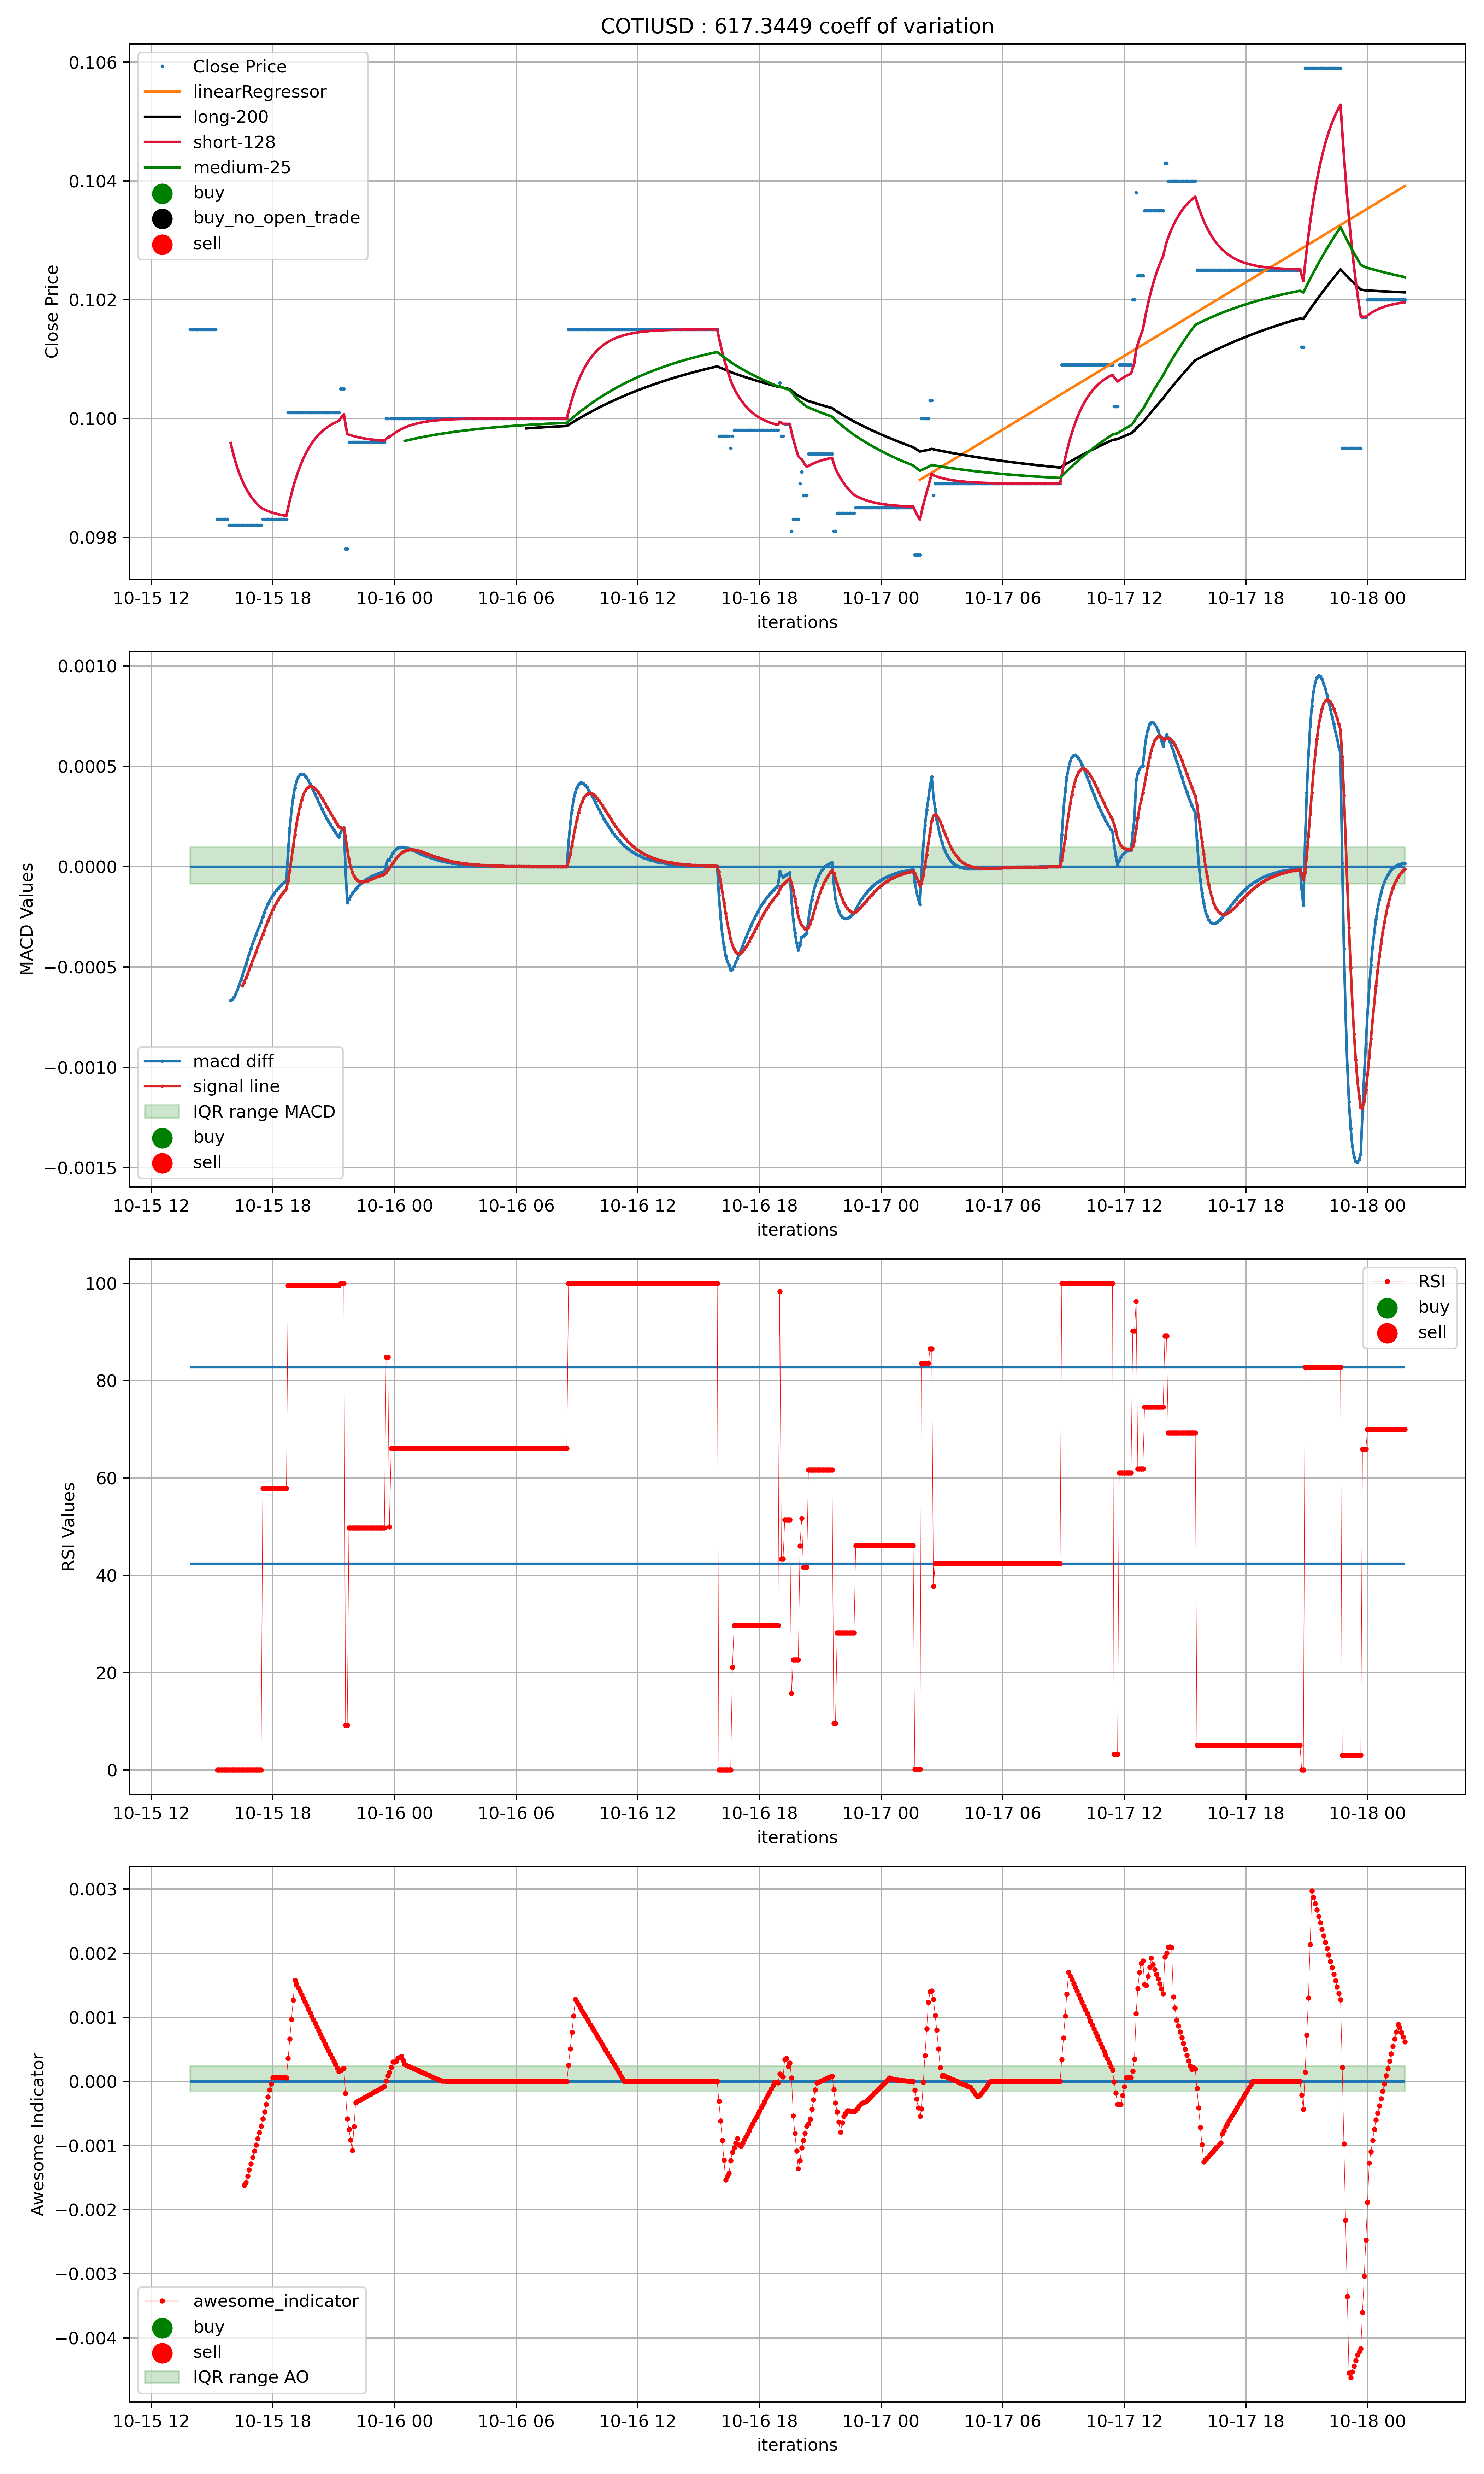 COTIUSD : 617.3449 coeff of variation
0.106
0.104
0.102
0.100
0.098
Close Price
Close Price
linearRegressor
long-200
short-128
medium-25
buy
buy_no_open_trade
sell
10-15 12 10-15 18 10-16 00 10-16 06 10-16 12 10-16 18 10-17 00 10-17 06 10-17 12 10-17 18 10-18 00
iterations
0.0010
0.0005
0.0000
−0.0005
−0.0010
−0.0015
MACD Values
macd diff
signal line
IQR range MACD
buy
sell
10-15 12 10-15 18 10-16 00 10-16 06 10-16 12 10-16 18 10-17 00 10-17 06 10-17 12 10-17 18 10-18 00
iterations
100
80
60
40
20
0
RSI Values
RSI
buy
sell
10-15 12 10-15 18 10-16 00 10-16 06 10-16 12 10-16 18 10-17 00 10-17 06 10-17 12 10-17 18 10-18 00
iterations
0.003
0.002
0.001
0.000
−0.001
−0.002
−0.003
−0.004
Awesome Indicator
awesome_indicator
buy
sell
IQR range AO
10-15 12 10-15 18 10-16 00 10-16 06 10-16 12 10-16 18 10-17 00 10-17 06 10-17 12 10-17 18 10-18 00
iterations